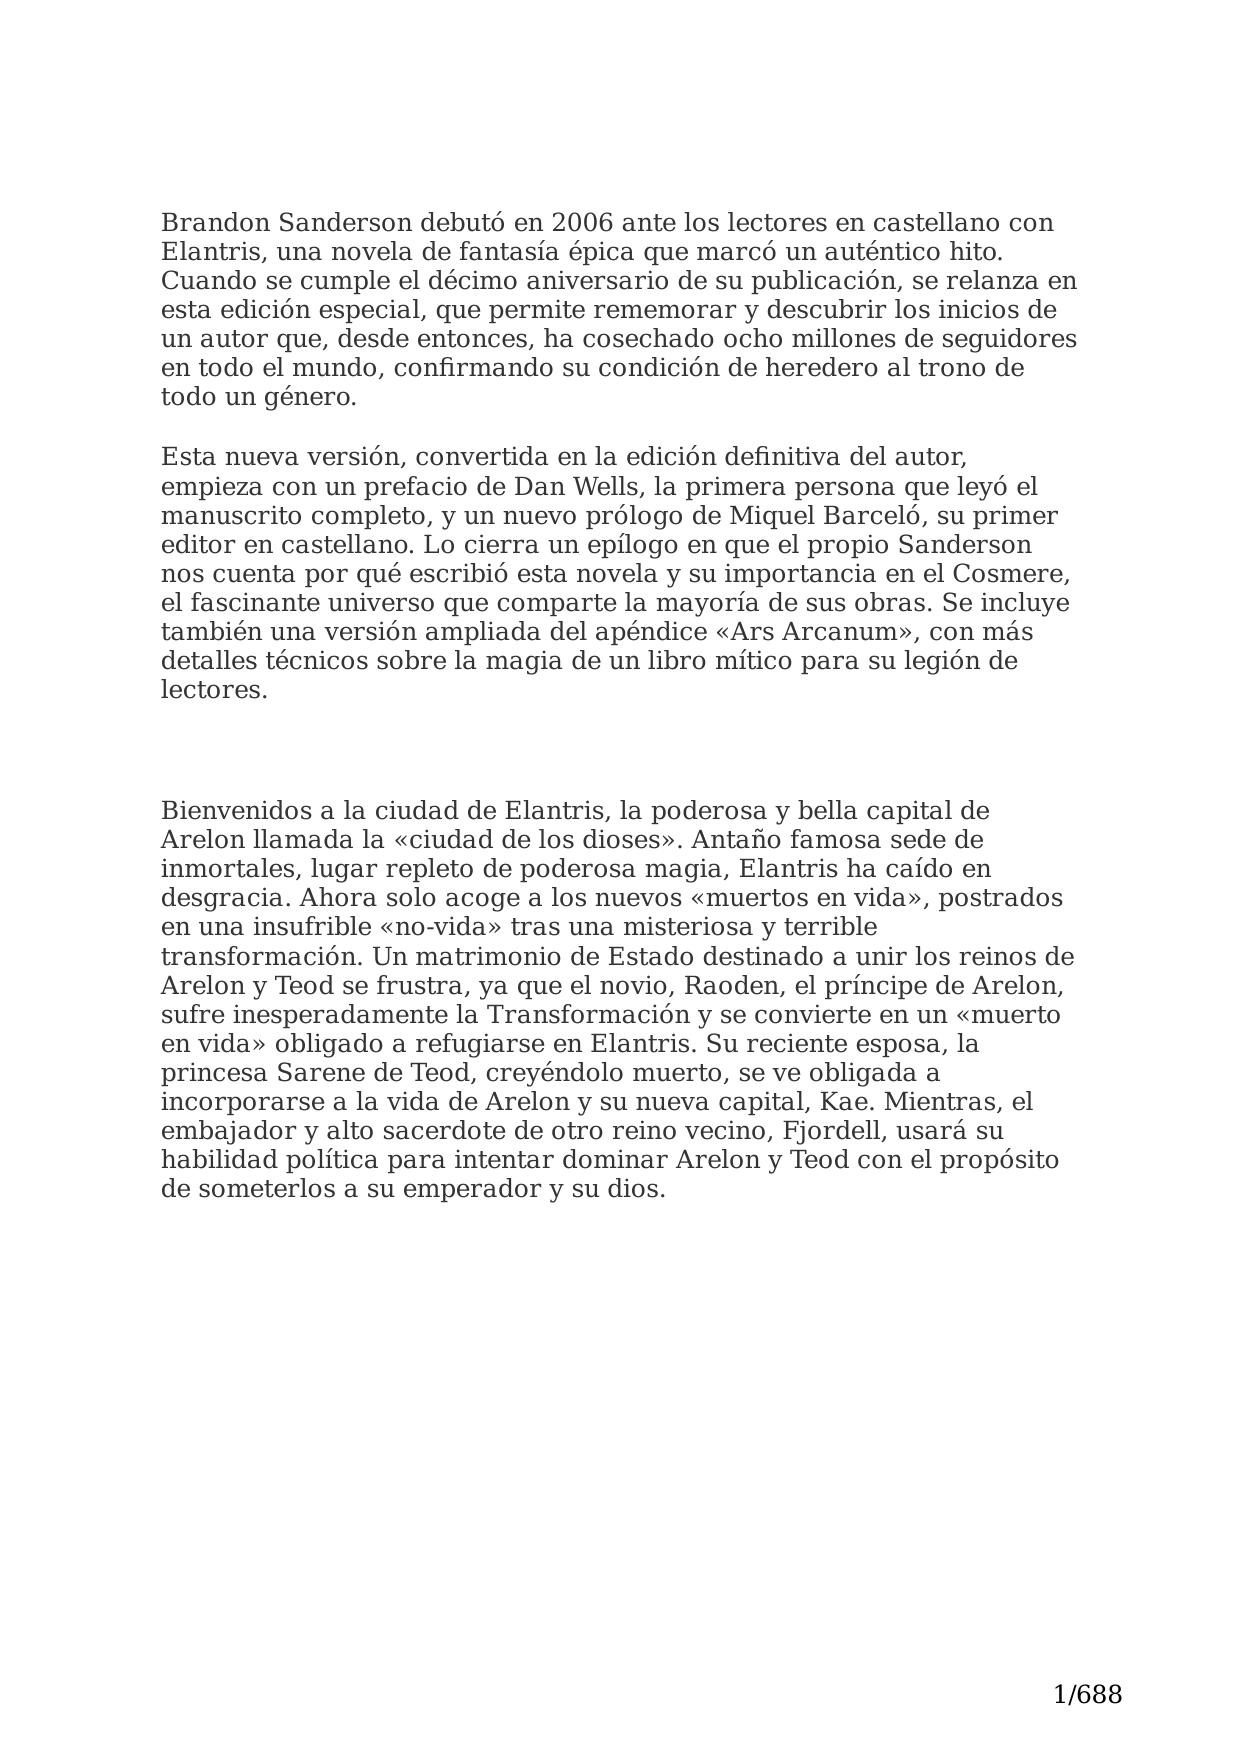 Brandon Sanderson debutó en 2006 ante los lectores en castellano con
Elantris, una novela de fantasía épica que marcó un auténtico hito.
Cuando se cumple el décimo aniversario de su publicación, se relanza en
esta edición especial, que permite rememorar y descubrir los inicios de
un autor que, desde entonces, ha cosechado ocho millones de seguidores
en todo el mundo, confirmando su condición de heredero al trono de
todo un género.
Esta nueva versión, convertida en la edición definitiva del autor,
empieza con un prefacio de Dan Wells, la primera persona que leyó el
manuscrito completo, y un nuevo prólogo de Miquel Barceló, su primer
editor en castellano. Lo cierra un epílogo en que el propio Sanderson
nos cuenta por qué escribió esta novela y su importancia en el Cosmere,
el fascinante universo que comparte la mayoría de sus obras. Se incluye
también una versión ampliada del apéndice «Ars Arcanum», con más
detalles técnicos sobre la magia de un libro mítico para su legión de
lectores.
Bienvenidos a la ciudad de Elantris, la poderosa y bella capital de
Arelon llamada la «ciudad de los dioses». Antaño famosa sede de
inmortales, lugar repleto de poderosa magia, Elantris ha caído en
desgracia. Ahora solo acoge a los nuevos «muertos en vida», postrados
en una insufrible «no-vida» tras una misteriosa y terrible
transformación. Un matrimonio de Estado destinado a unir los reinos de
Arelon y Teod se frustra, ya que el novio, Raoden, el príncipe de Arelon,
sufre inesperadamente la Transformación y se convierte en un «muerto
en vida» obligado a refugiarse en Elantris. Su reciente esposa, la
princesa Sarene de Teod, creyéndolo muerto, se ve obligada a
incorporarse a la vida de Arelon y su nueva capital, Kae. Mientras, el
embajador y alto sacerdote de otro reino vecino, Fjordell, usará su
habilidad política para intentar dominar Arelon y Teod con el propósito
de someterlos a su emperador y su dios.
1/688